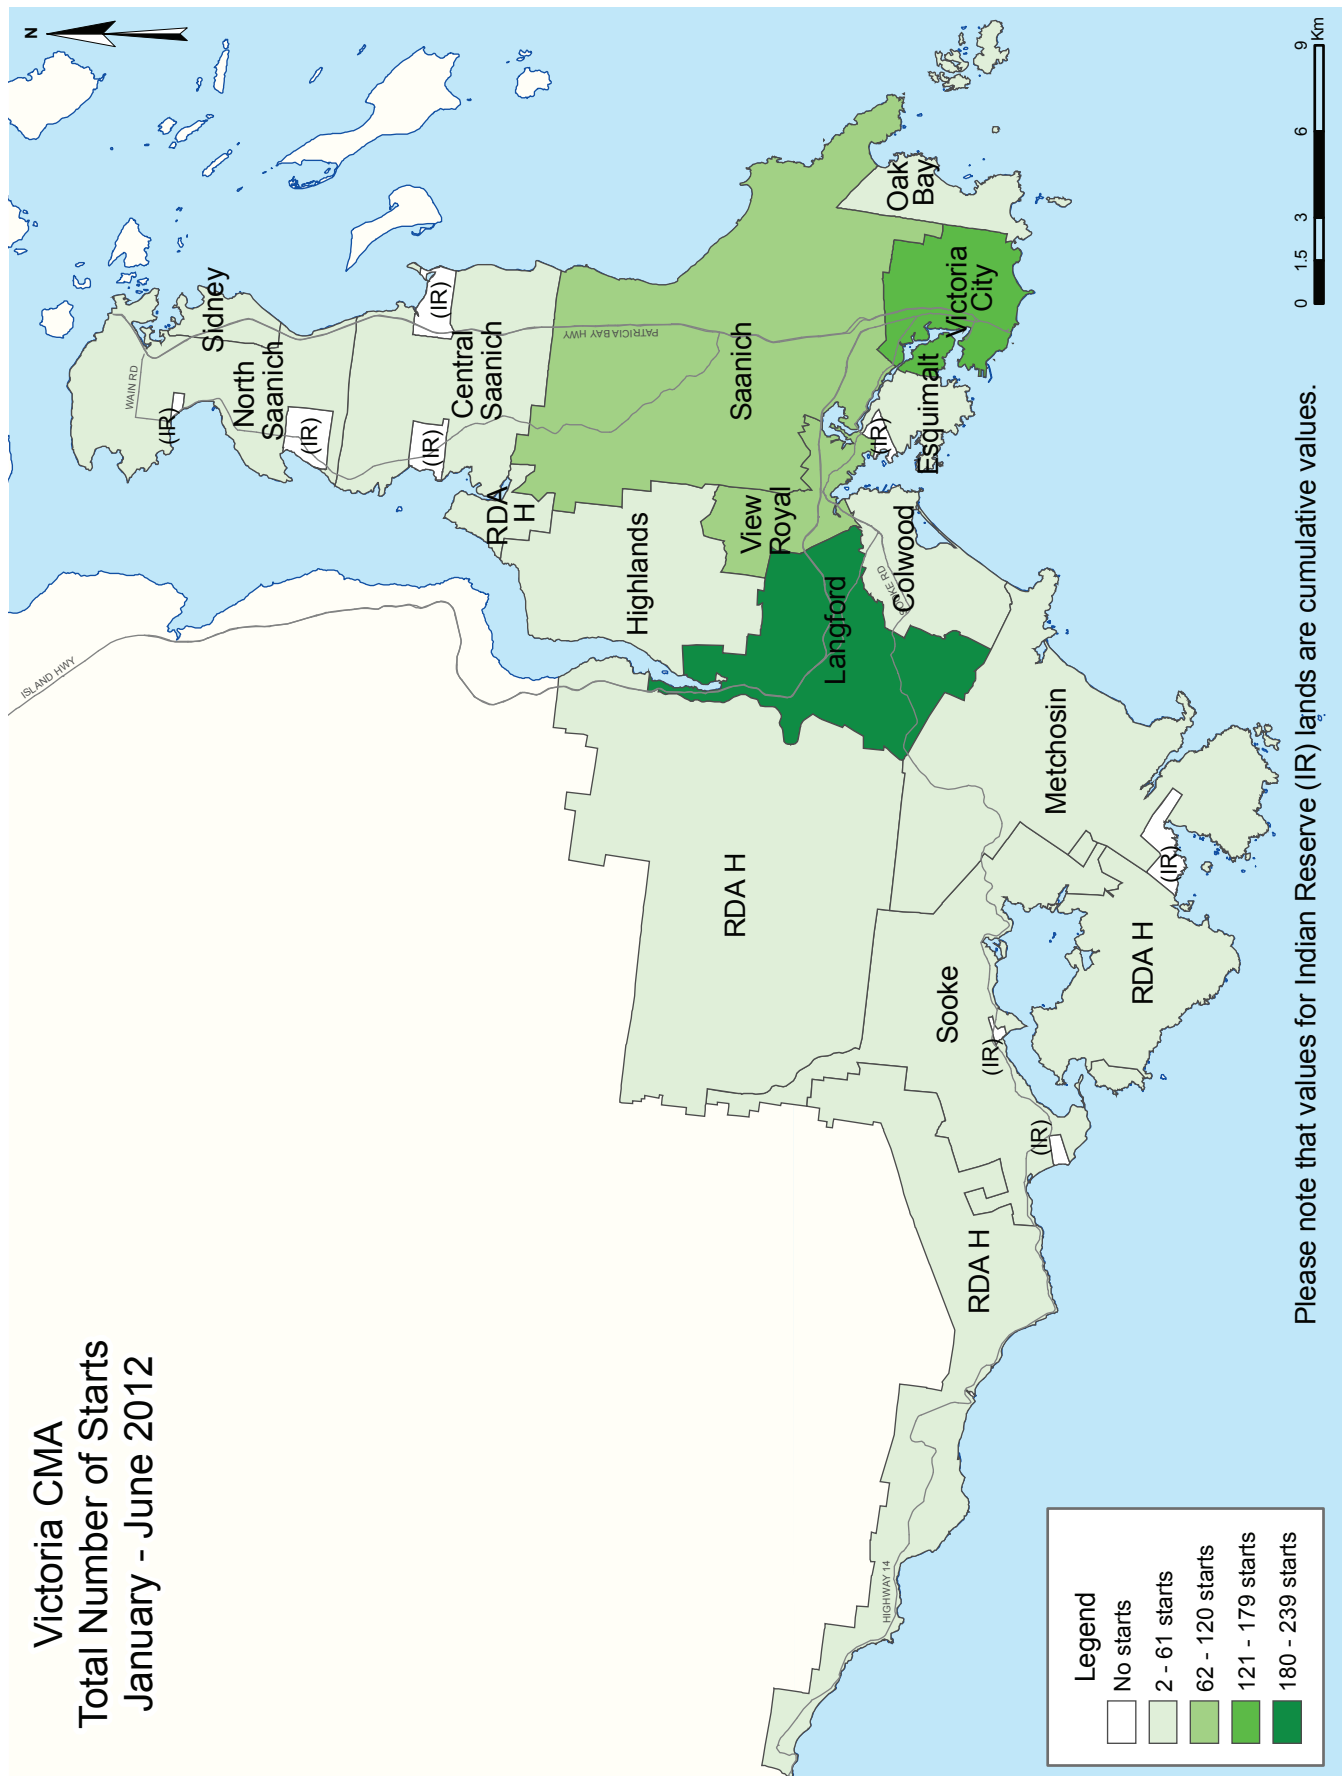 Victoria CMA
Total Number of Starts
January - June 2012
N
ISLAND HWY
WAIN RD
Sidney
(IR)
North
Saanich
(IR)
(IR)
(IR)
Central
Saanich
RDA
H
PATRICIA BAY HWY
Saanich
Highlands
View
Royal
Oak
Bay
Victoria
City
Esquimalt
(IR)
Langford
Colwood
SOOKE RD
Metchosin
(IR)
RDA H
RDA H
Sooke
(IR)
(IR)
RDA H
HIGHWAY 14
Legend
No starts
2 - 61 starts
62 - 120 starts
121 - 179 starts
180 - 239 starts
0 1.5 3 6 9
Km
Please note that values for Indian Reserve (IR) lands are cumulative values.